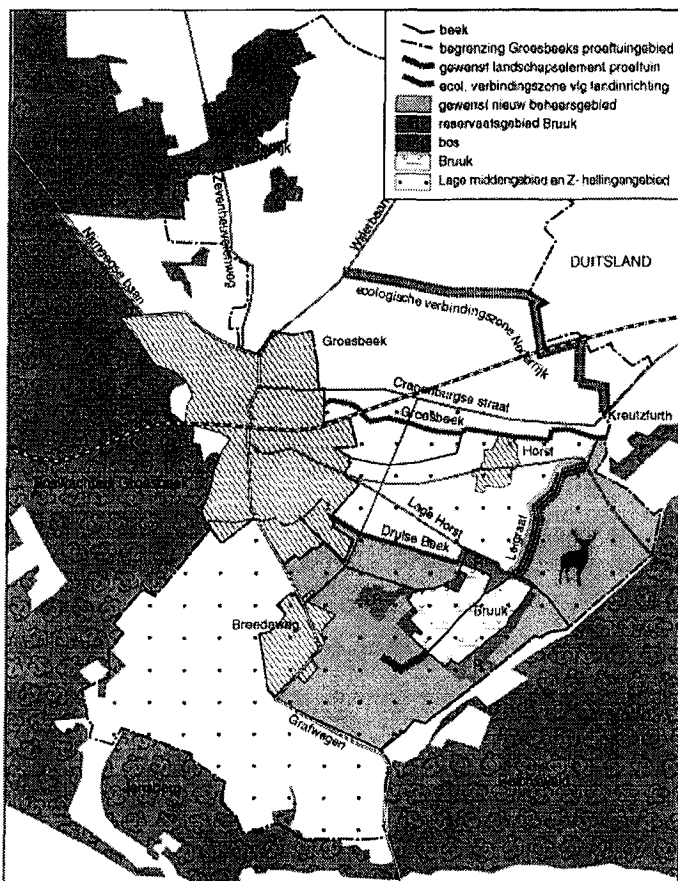 beek
begrenzing Groesbeeks proeftuingebied
gewenst landschapselement proeftuin
ecol. verbindingszone vlg landinrichting
gewenst nieuw beheersgebied
reservaatsgebied Bruuk
bos
Bruuk
Lage middengebied en Z- hellingengebied
Zevenheuvelenweg
Nijmeegse baan
Wylerbaan
DUITSLAND
ecologische verbindingszone Nederrijk
Groesbeek
Cranenburgse straat
Groesbeek
Kreutzfurth
Horst
Lage Horst
Leigraaf
Druise Beek
Bruuk
Breedeweg
Grafwegen